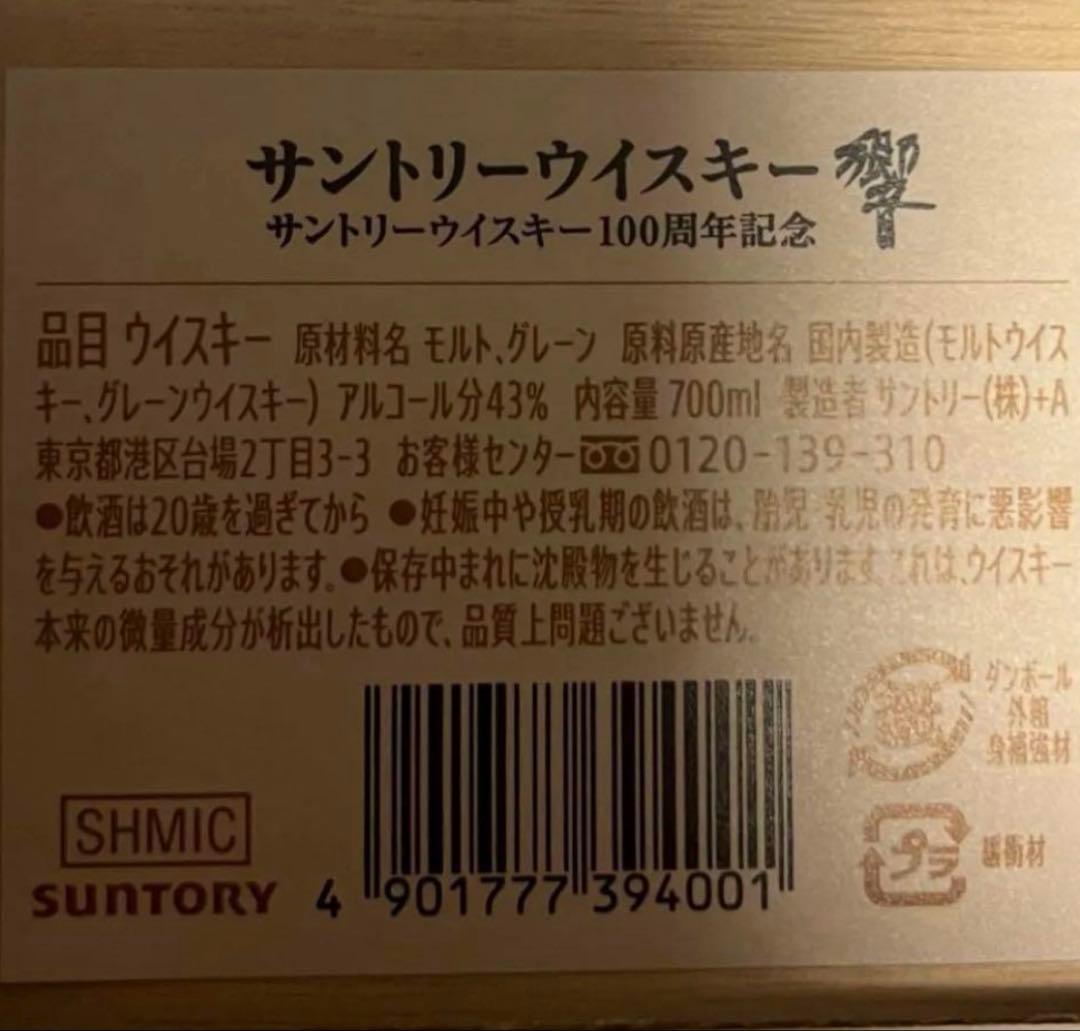 サントリーウイスキー 響
サントリーウイスキー100周年記念
品目 ウイスキー 原材料名 モルト、グレーン 原料原産地名 国内製造(モルトウイス
キー、グレーンウイスキー) アルコール分43% 内容量 700ml 製造者 サントリー(株)+A
東京都港区台場2丁目3-3 お客様センター 0120-139-310
●飲酒は20歳を過ぎてから ●妊娠中や授乳期の飲酒は、胎児・乳児の発育に悪影響
を与えるおそれがあります。●保存中まれに沈殿物を生じることがあります。これは、ウイスキー
本来の微量成分が析出したもので、品質上問題ございません。
ダンボール
外箱
身補強材
プラ
緩衝材
SHMIC
SUNTORY
4 901777 394001